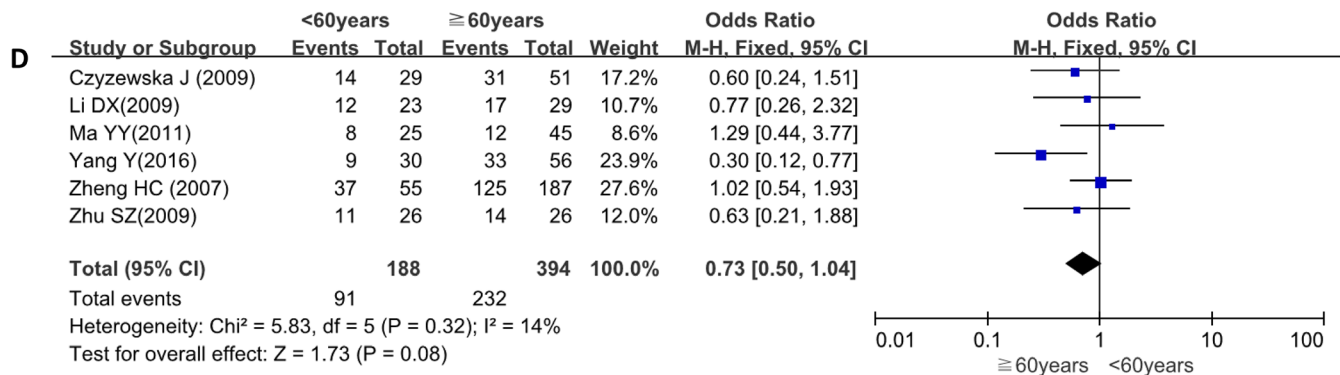 D
<60years ≧60years Odds Ratio Odds Ratio
Study or Subgroup Events Total Events Total Weight M-H, Fixed, 95% CI M-H, Fixed, 95% CI
Czyzewska J (2009) 14 29 31 51 17.2% 0.60 [0.24, 1.51]
Li DX(2009) 12 23 17 29 10.7% 0.77 [0.26, 2.32]
Ma YY(2011) 8 25 12 45 8.6% 1.29 [0.44, 3.77]
Yang Y(2016) 9 30 33 56 23.9% 0.30 [0.12, 0.77]
Zheng HC (2007) 37 55 125 187 27.6% 1.02 [0.54, 1.93]
Zhu SZ(2009) 11 26 14 26 12.0% 0.63 [0.21, 1.88]
Total (95% CI) 188 394 100.0% 0.73 [0.50, 1.04]
Total events 91 232
Heterogeneity: Chi² = 5.83, df = 5 (P = 0.32); I² = 14%
Test for overall effect: Z = 1.73 (P = 0.08)
0.01 0.1 1 10 100
≧60years <60years